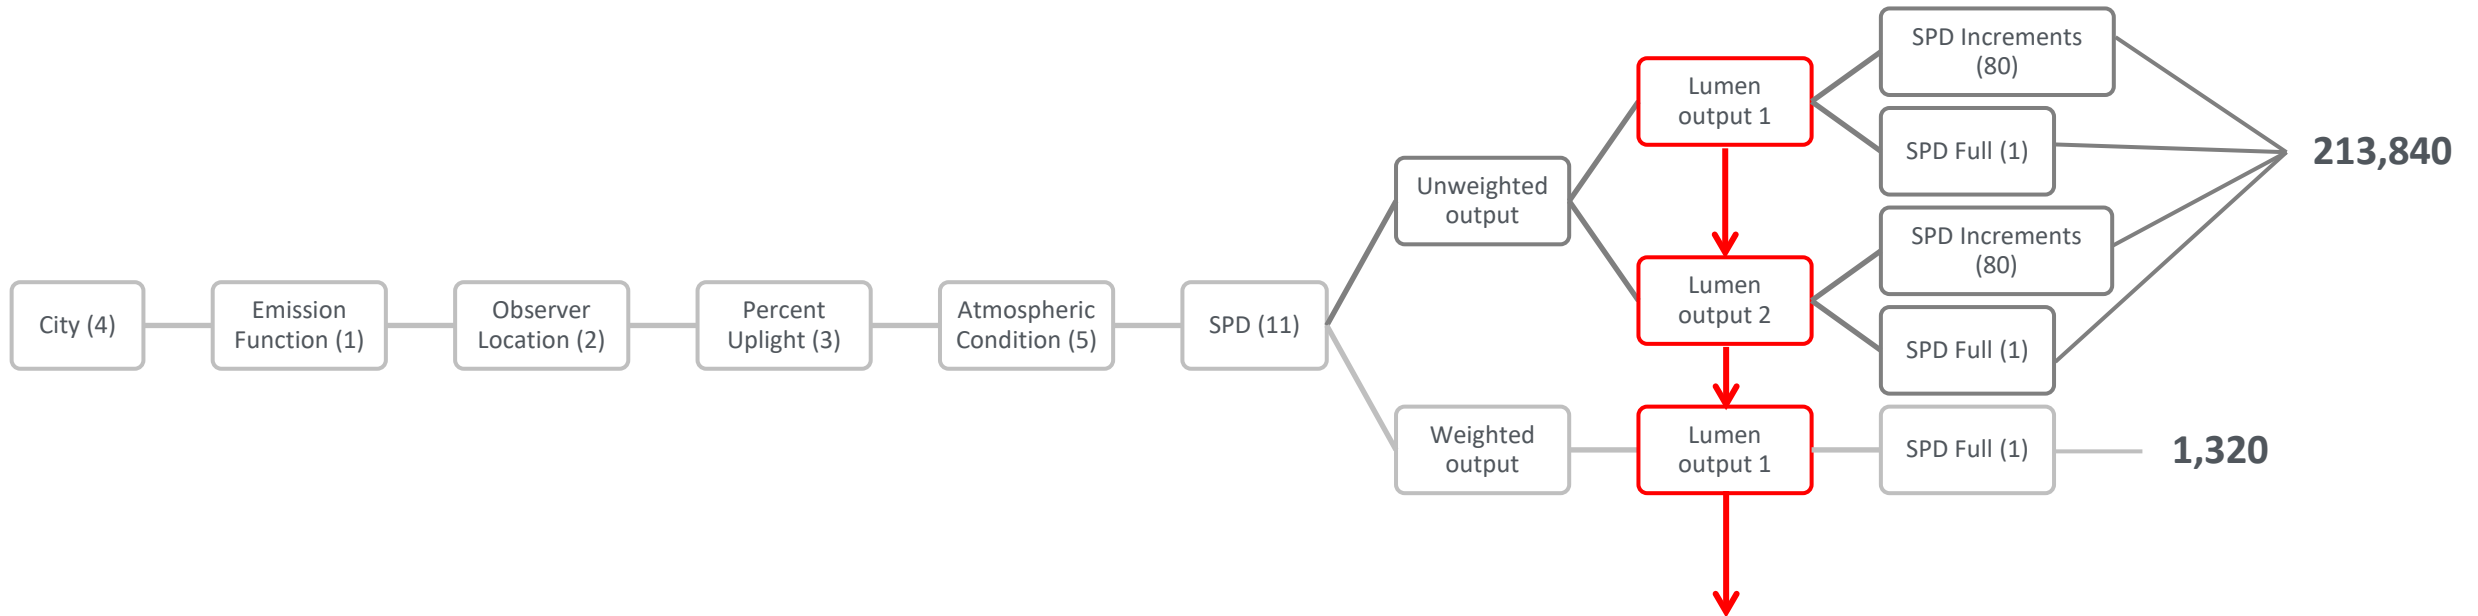 City (4)
Emission
Function (1)
Observer
Location (2)
Percent
Uplight (3)
Atmospheric
Condition (5)
SPD (11)
Unweighted
output
Lumen
output 1
SPD Increments
(80)
SPD Full (1)
Lumen
output 2
SPD Increments
(80)
SPD Full (1)
213,840
Weighted
output
Lumen
output 1
SPD Full (1)
1,320